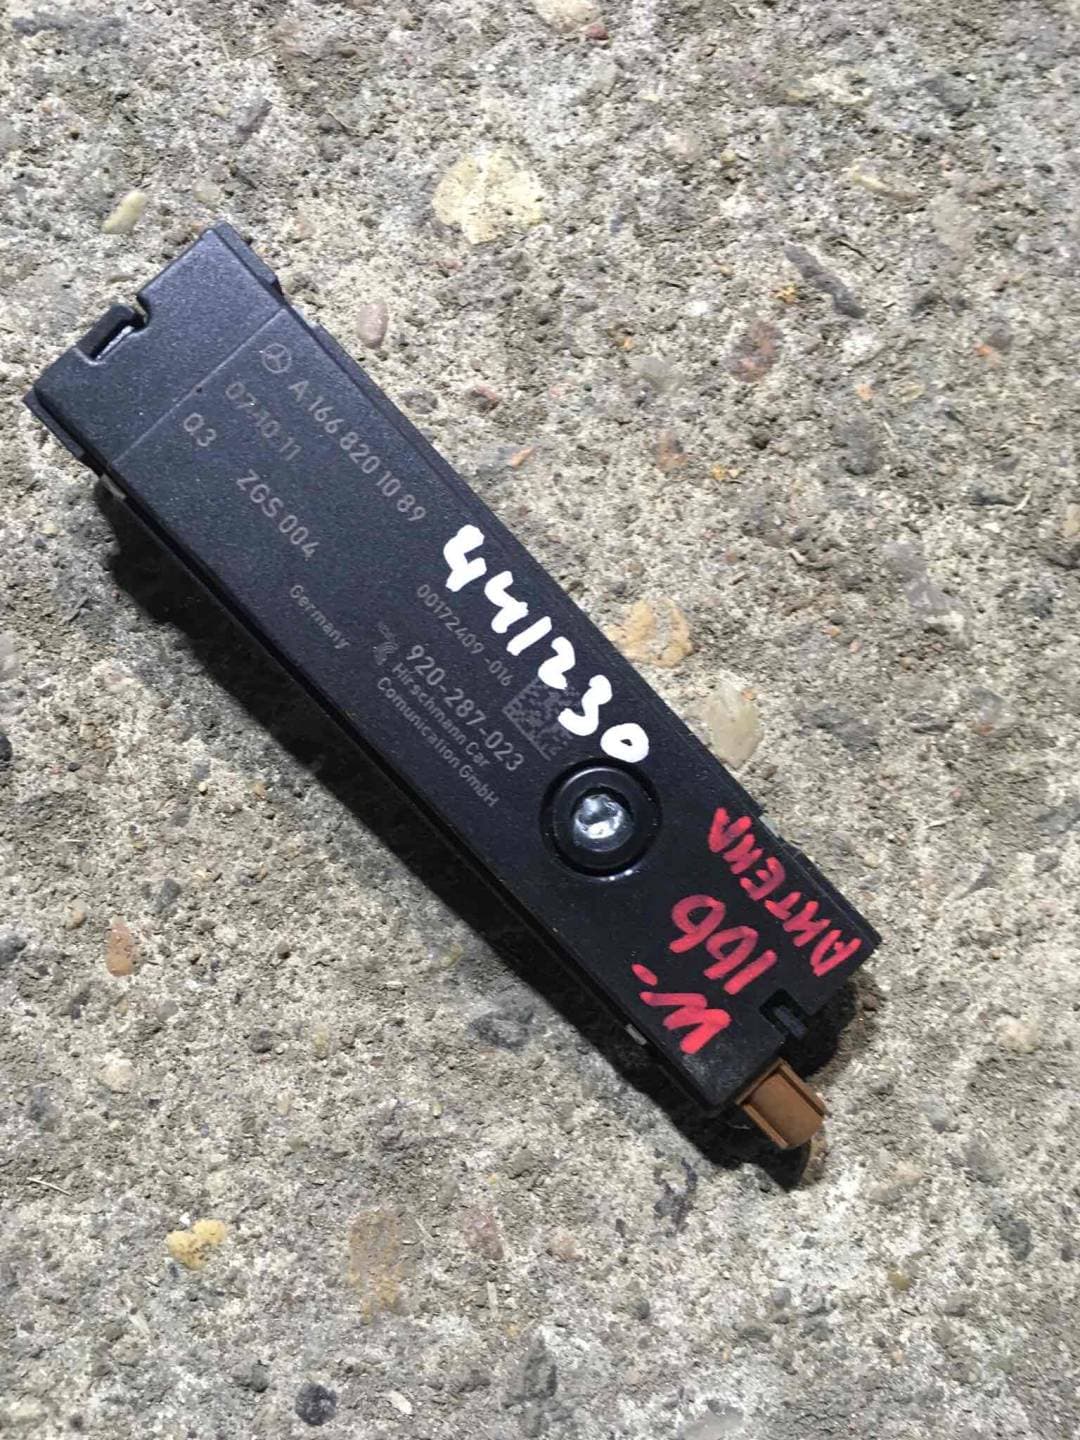 A 166 820 10 89
07.10.11
Q3 ZGS 004
Germany
00172409 -016
920-287-023
Hirschmann Car
Comunication GmbH
441230
W-
166
АНТЕНА